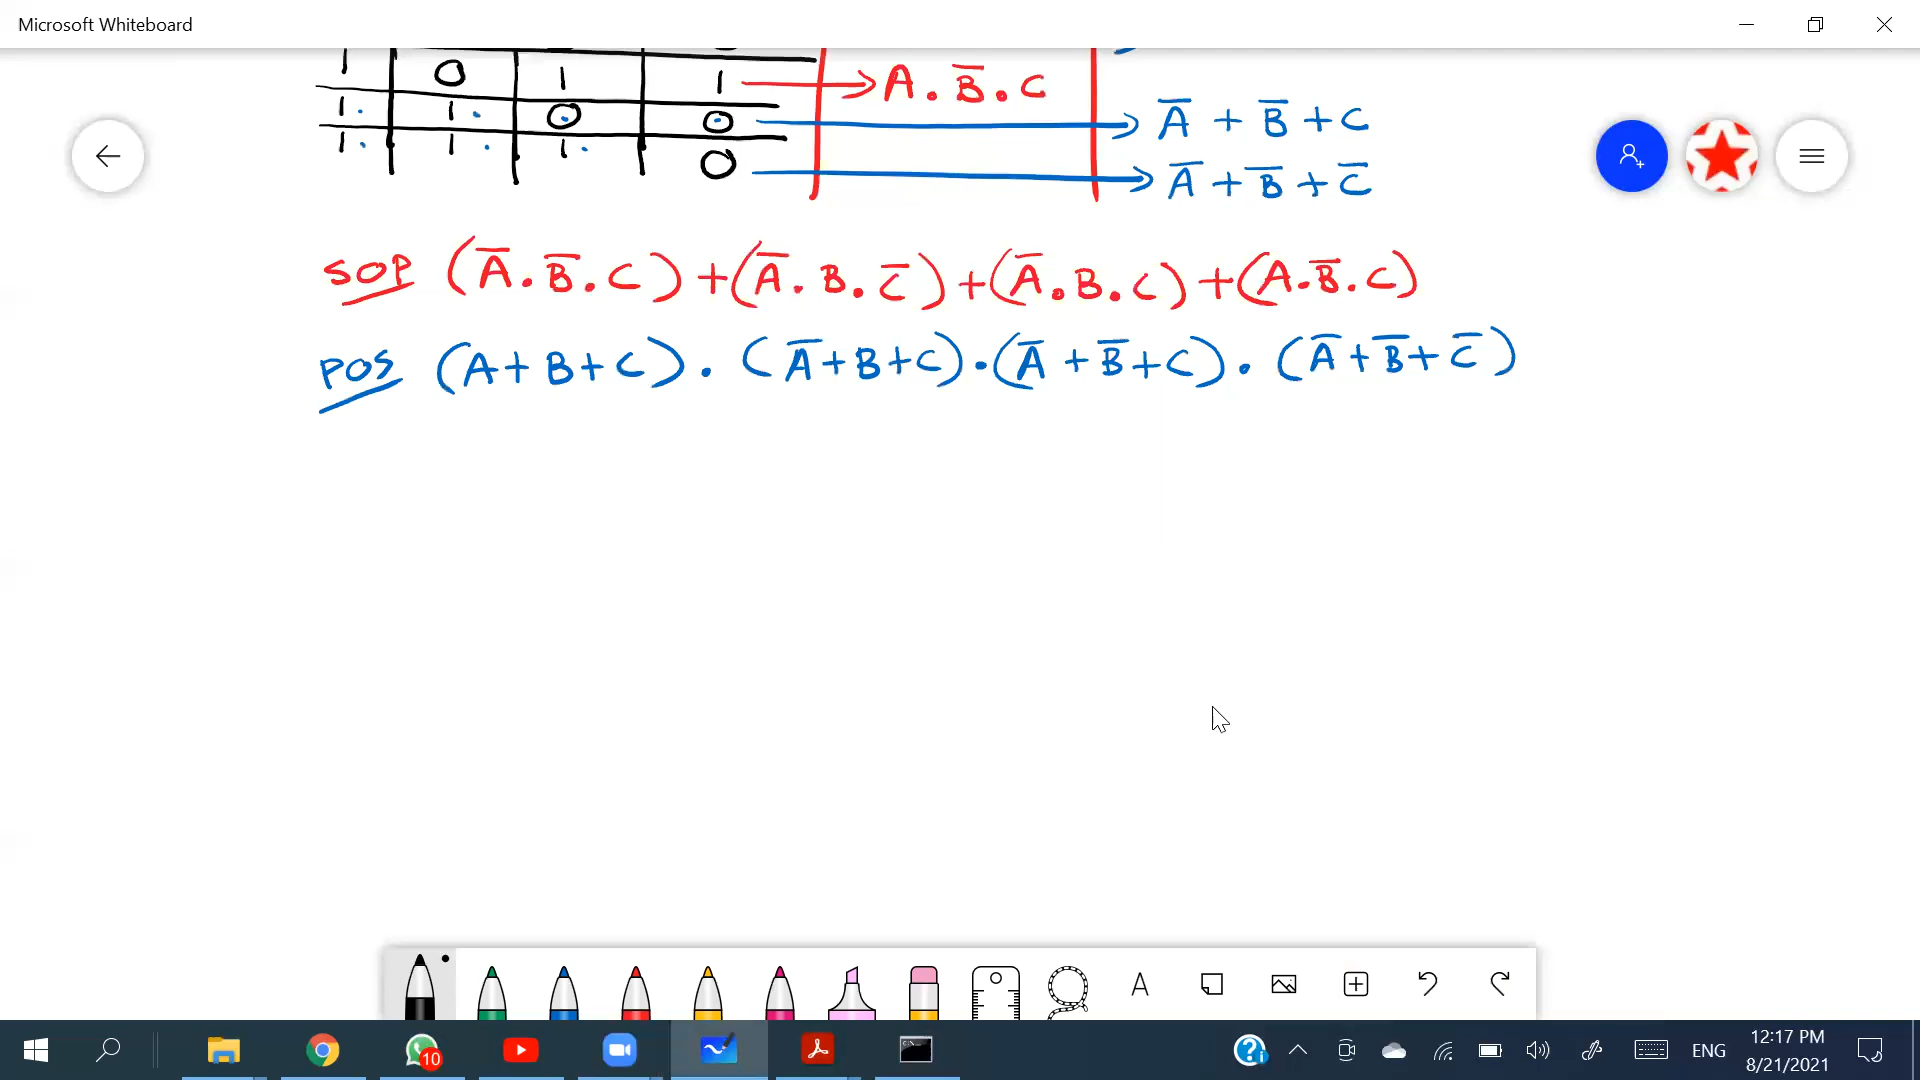 Microsoft Whiteboard
1 0 1 1 → A . B̅ . C
1 1 0 0 → A̅ + B̅ + C
1 1 1 0 → A̅ + B̅ + C̅
SOP (A̅ . B̅ . C) + (A̅ . B . C̅) + (A̅ . B . C) + (A . B̅ . C)
POS (A + B + C) . (A̅ + B + C) . (A̅ + B̅ + C) . (A̅ + B̅ + C̅)
A
10
ENG
12:17 PM
8/21/2021